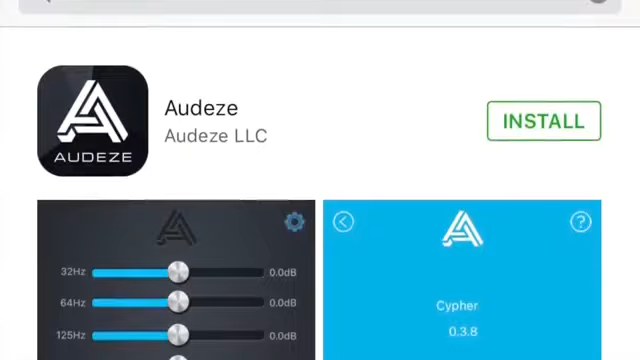 Audeze
Audeze LLC
INSTALL
AUDEZE
32Hz 0.0dB
64Hz 0.0dB
125Hz 0.0dB
?
Cypher
0.3.8